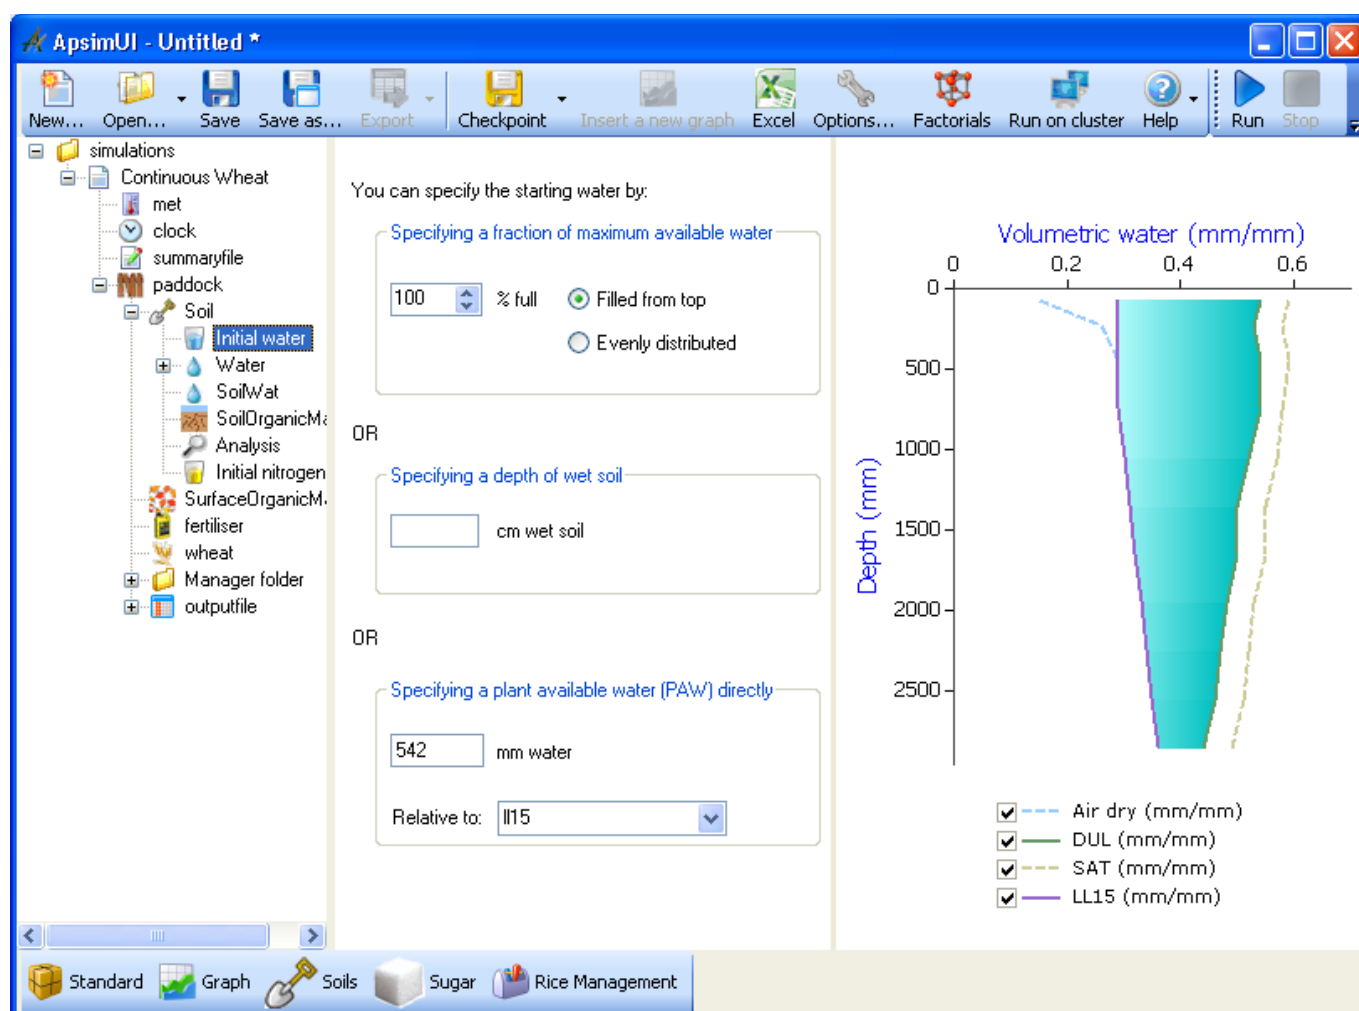 ApsimUI - Untitled *
New... Open... Save Save as... Export Checkpoint Insert a new graph Excel Options... Factorials Run on cluster Help Run Stop
simulations
Continuous Wheat
met
clock
summaryfile
paddock
Soil
Initial water
Water
SoilWat
SoilOrganicMa
Analysis
Initial nitrogen
SurfaceOrganicMa
fertiliser
wheat
Manager folder
outputfile
You can specify the starting water by:
Specifying a fraction of maximum available water
100 % full Filled from top
Evenly distributed
OR
Specifying a depth of wet soil
cm wet soil
OR
Specifying a plant available water (PAW) directly
542 mm water
Relative to: ll15
Volumetric water (mm/mm)
0 0.2 0.4 0.6
0
500
1000
1500
2000
2500
Depth (mm)
Air dry (mm/mm)
DUL (mm/mm)
SAT (mm/mm)
LL15 (mm/mm)
Standard Graph Soils Sugar Rice Management